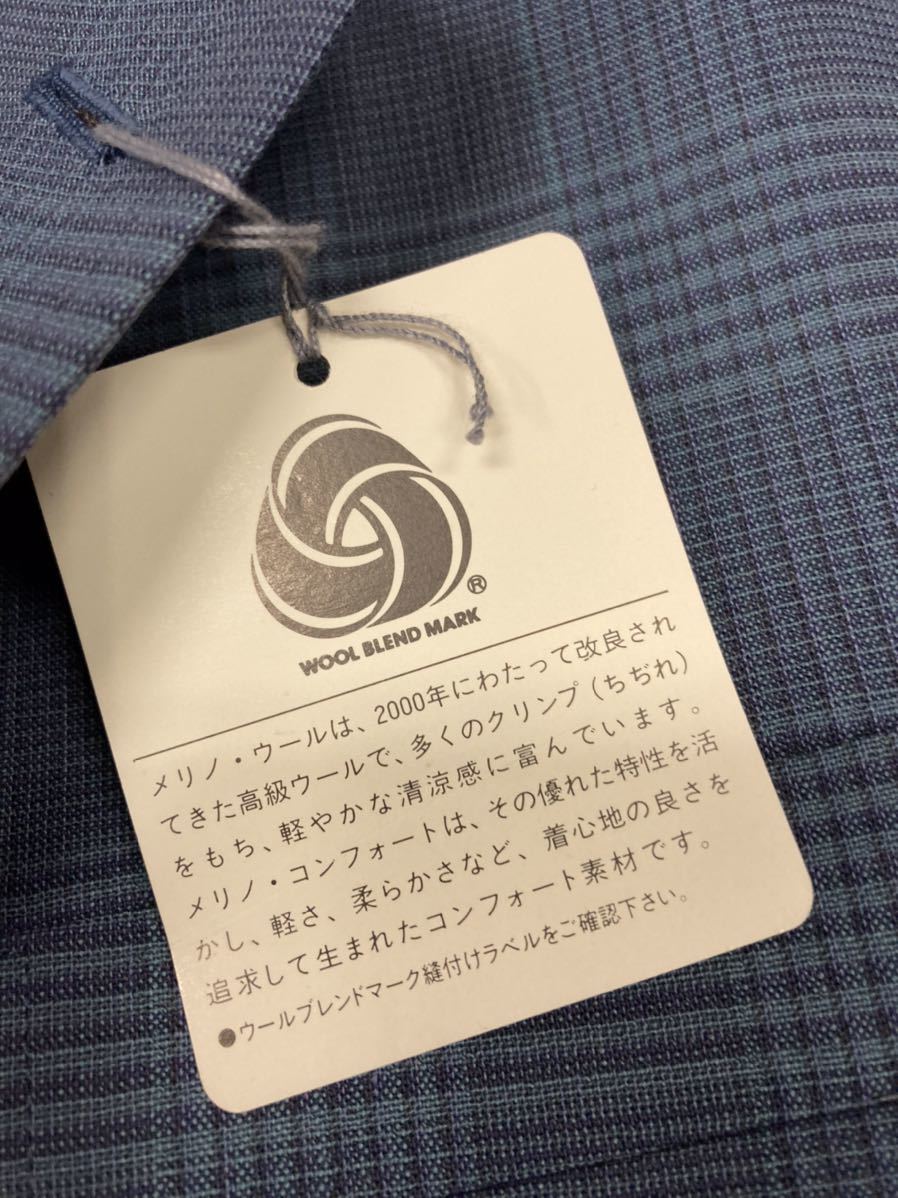 ®
WOOL BLEND MARK
メリノ・ウールは、2000年にわたって改良され
てきた高級ウールで、多くのクリンプ(ちぢれ)
をもち、軽やかな清涼感に富んでいます。
メリノ・コンフォートは、その優れた特性を活
かし、軽さ、柔らかさなど、着心地の良さを
追求して生まれたコンフォート素材です。
●ウールブレンドマーク縫付けラベルをご確認下さい。